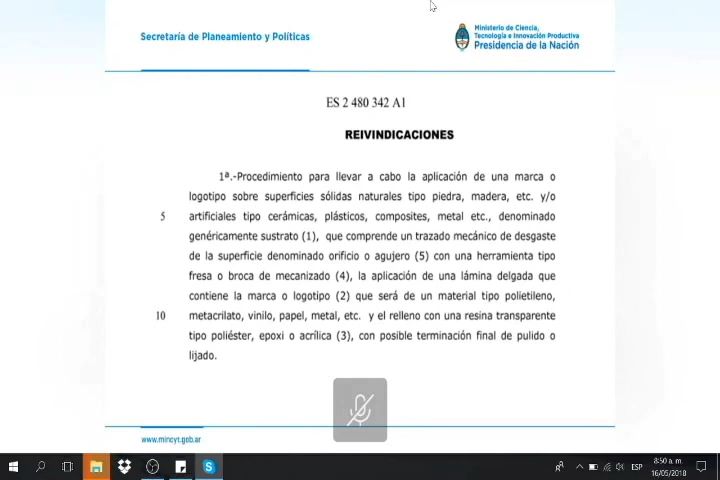 Secretaría de Planeamiento y Políticas
Ministerio de Ciencia,
Tecnología e Innovación Productiva
Presidencia de la Nación
ES 2 480 342 A1
REIVINDICACIONES
1ª.-Procedimiento para llevar a cabo la aplicación de una marca o
logotipo sobre superficies sólidas naturales tipo piedra, madera, etc. y/o
5 artificiales tipo cerámicas, plásticos, composites, metal etc., denominado
genéricamente sustrato (1), que comprende un trazado mecánico de desgaste
de la superficie denominado orificio o agujero (5) con una herramienta tipo
fresa o broca de mecanizado (4), la aplicación de una lámina delgada que
contiene la marca o logotipo (2) que será de un material tipo polietileno,
10 metacrilato, vinilo, papel, metal, etc. y el relleno con una resina transparente
tipo poliéster, epoxi o acrílica (3), con posible terminación final de pulido o
lijado.
www.mincyt.gob.ar
ESP
8:50 a. m.
16/05/2018